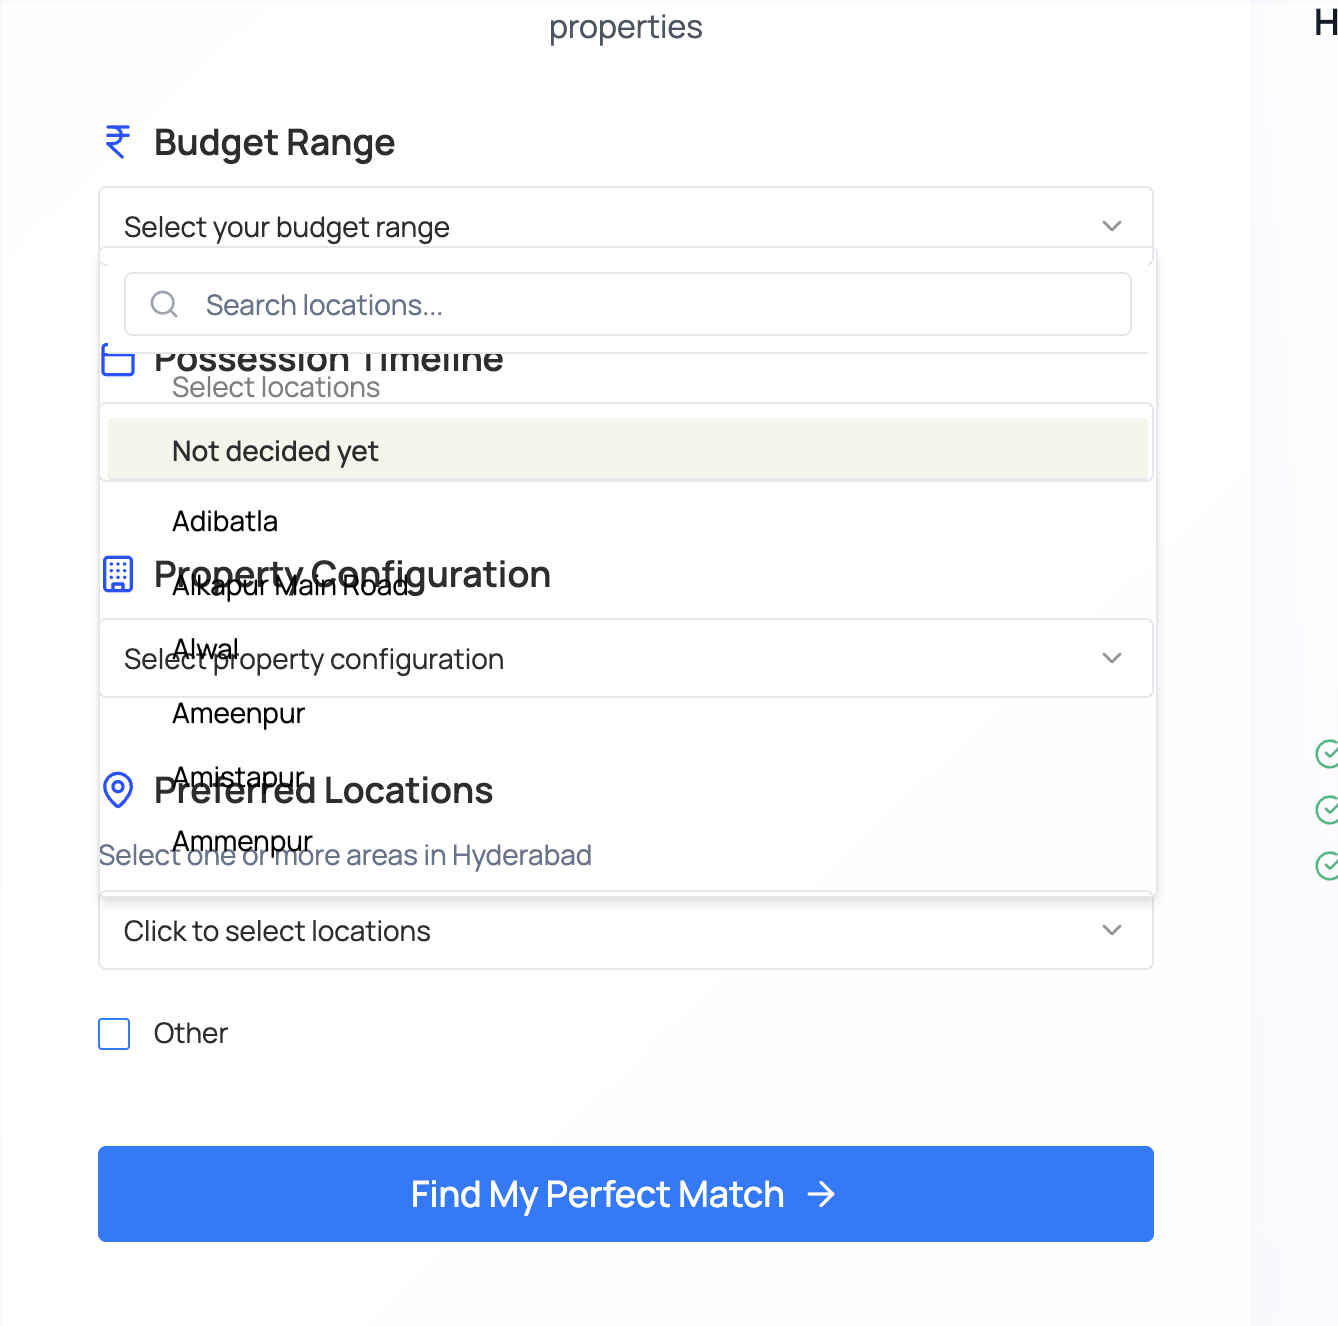 properties
H
₹ Budget Range
Select your budget range
Search locations...
Possession Timeline
Select locations
Not decided yet
Adibatla
Property Configuration
Alkapur Main Road
Alwal
Select property configuration
Ameenpur
Amistapur
Preferred Locations
Ammenpur
Select one or more areas in Hyderabad
Click to select locations
Other
Find My Perfect Match →